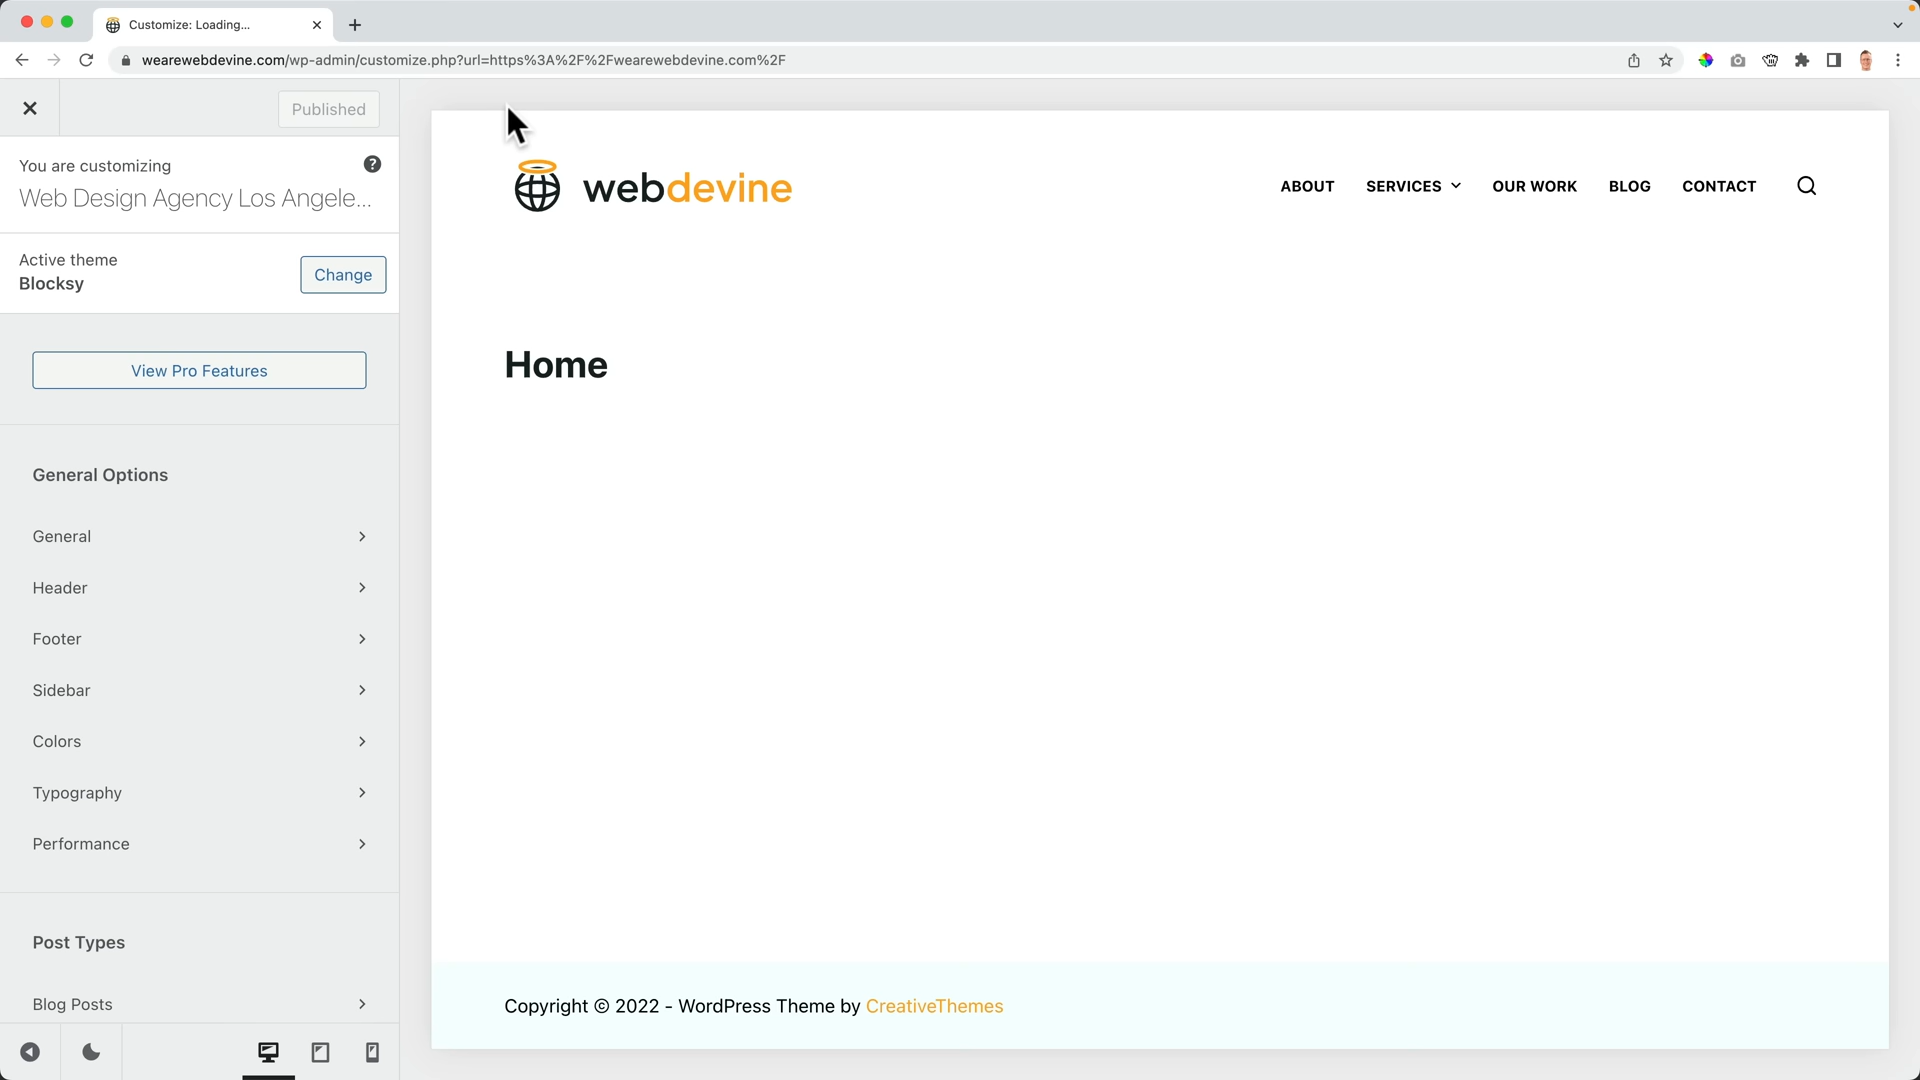 Customize: Loading...
wearewebdevine.com/wp-admin/customize.php?url=https%3A%2F%2Fwearewebdevine.com%2F
Published
You are customizing
Web Design Agency Los Angele...
Active theme
Blocksy
Change
View Pro Features
General Options
General
Header
Footer
Sidebar
Colors
Typography
Performance
Post Types
Blog Posts
webdevine
ABOUT SERVICES OUR WORK BLOG CONTACT
Home
Copyright © 2022 - WordPress Theme by CreativeThemes